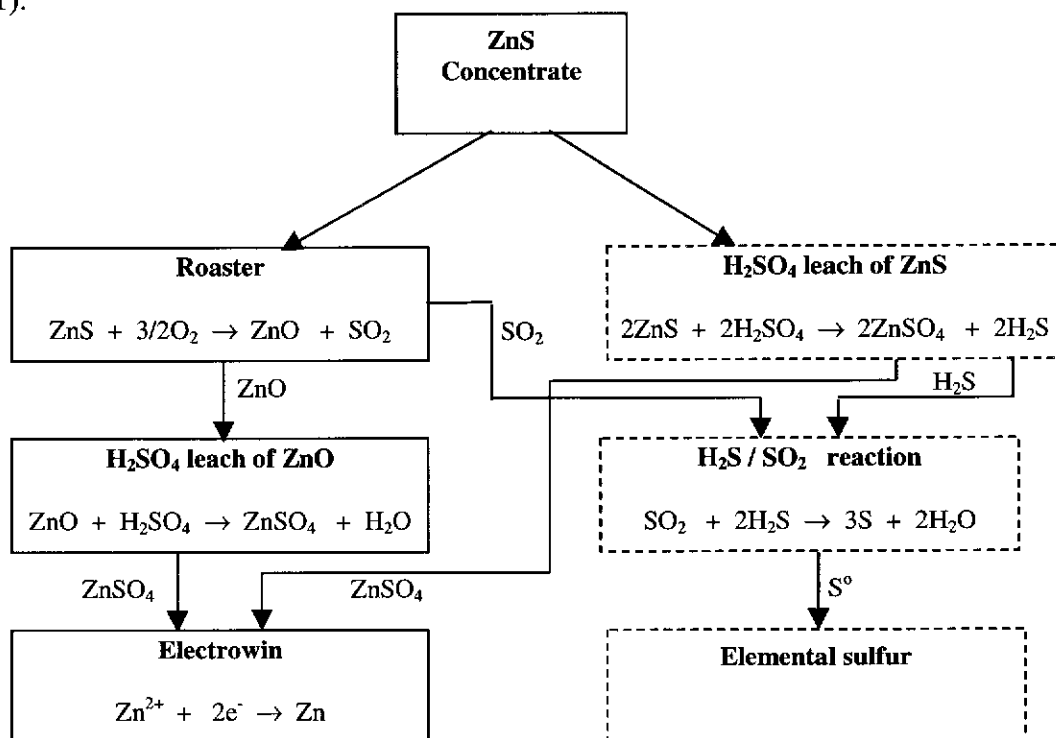 1).
ZnS
Concentrate
Roaster
ZnS + 3/2O₂ → ZnO + SO₂
SO₂
H₂SO₄ leach of ZnS
2ZnS + 2H₂SO₄ → 2ZnSO₄ + 2H₂S
ZnO
H₂S
H₂SO₄ leach of ZnO
ZnO + H₂SO₄ → ZnSO₄ + H₂O
H₂S / SO₂ reaction
SO₂ + 2H₂S → 3S + 2H₂O
ZnSO₄
ZnSO₄
S°
Electrowin
Zn²⁺ + 2e⁻ → Zn
Elemental sulfur